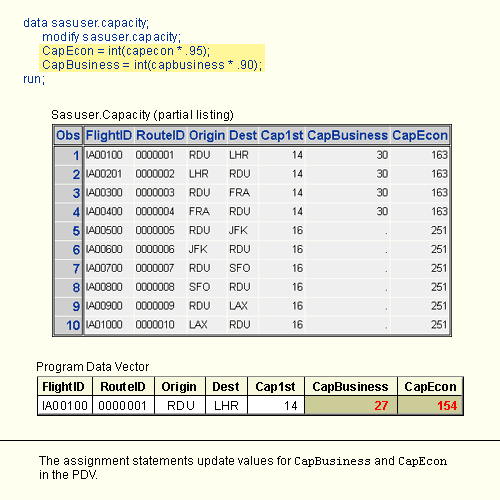 data sasuser.capacity;
modify sasuser.capacity;
CapEcon = int(capecon * .95);
CapBusiness = int(capbusiness * .90);
run;
Sasuser.Capacity (partial listing)
Obs FlightID RouteID Origin Dest Cap1st CapBusiness CapEcon
1 IA00100 0000001 RDU LHR 14 30 163
2 IA00201 0000002 LHR RDU 14 30 163
3 IA00300 0000003 RDU FRA 14 30 163
4 IA00400 0000004 FRA RDU 14 30 163
5 IA00500 0000005 RDU JFK 16 . 251
6 IA00600 0000006 JFK RDU 16 . 251
7 IA00700 0000007 RDU SFO 16 . 251
8 IA00800 0000008 SFO RDU 16 . 251
9 IA00900 0000009 RDU LAX 16 . 251
10 IA01000 0000010 LAX RDU 16 . 251
Program Data Vector
FlightID RouteID Origin Dest Cap1st CapBusiness CapEcon
IA00100 0000001 RDU LHR 14 27 154
The assignment statements update values for CapBusiness and CapEcon
in the PDV.